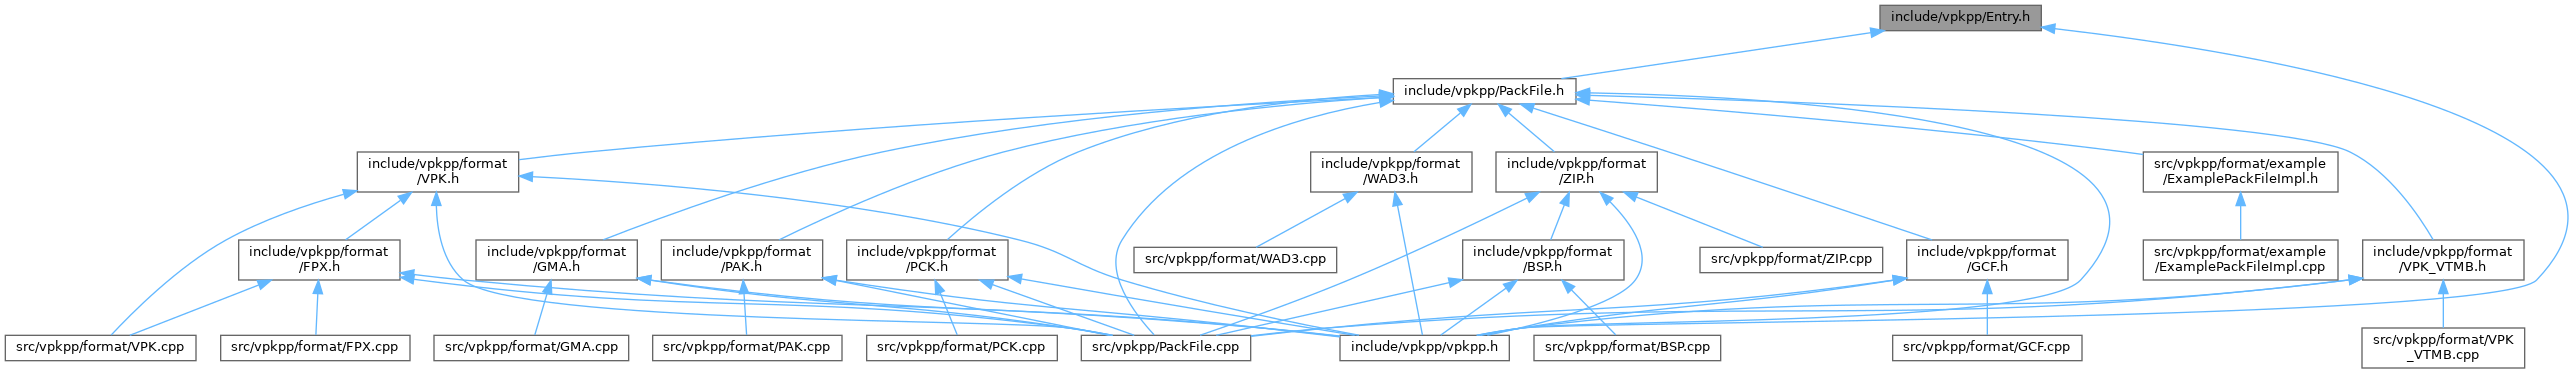 include/vpkpp/Entry.h
include/vpkpp/PackFile.h
include/vpkpp/format
/VPK.h
include/vpkpp/format
/WAD3.h
include/vpkpp/format
/ZIP.h
src/vpkpp/format/example
/ExamplePackFileImpl.h
include/vpkpp/format
/FPX.h
include/vpkpp/format
/GMA.h
include/vpkpp/format
/PAK.h
include/vpkpp/format
/PCK.h
src/vpkpp/format/WAD3.cpp
include/vpkpp/format
/BSP.h
src/vpkpp/format/ZIP.cpp
include/vpkpp/format
/GCF.h
src/vpkpp/format/example
/ExamplePackFileImpl.cpp
include/vpkpp/format
/VPK_VTMB.h
src/vpkpp/format/VPK.cpp
src/vpkpp/format/FPX.cpp
src/vpkpp/format/GMA.cpp
src/vpkpp/format/PAK.cpp
src/vpkpp/format/PCK.cpp
src/vpkpp/PackFile.cpp
include/vpkpp/vpkpp.h
src/vpkpp/format/BSP.cpp
src/vpkpp/format/GCF.cpp
src/vpkpp/format/VPK
_VTMB.cpp